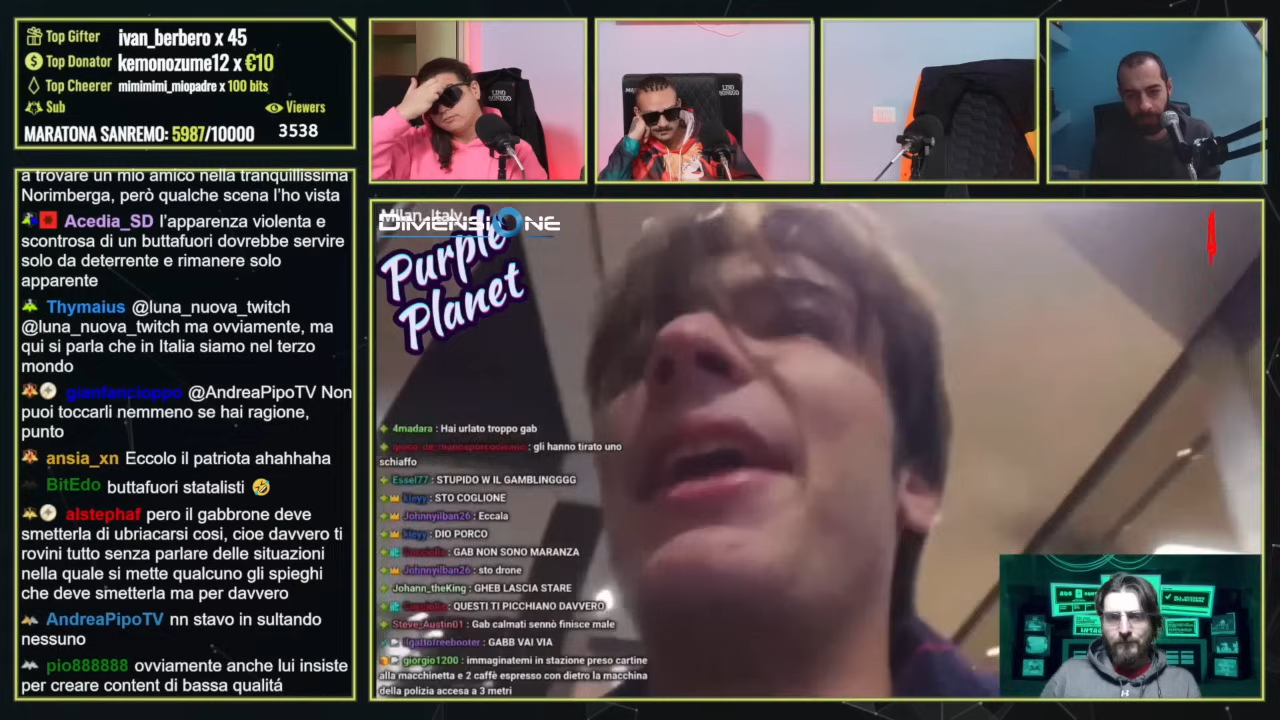 Top Gifter ivan_berbero x 45
Top Donator kemonozume12 x €10
Top Cheerer mimimimi_miopadre x 100 bits
Sub Viewers
MARATONA SANREMO: 5987/10000 3538
a trovare un mio amico nella tranquillissima
Norimberga, però qualche scena l'ho vista
Acedia_SD l'apparenza violenta e
scontrosa di un buttafuori dovrebbe servire
solo da deterrente e rimanere solo
apparente
Thymaius @luna_nuova_twitch
@luna_nuova_twitch ma ovviamente, ma
qui si parla che in Italia siamo nel terzo
mondo
gianfancioppo @AndreaPipoTV Non
puoi toccarli nemmeno se hai ragione,
punto
ansia_xn Eccolo il patriota ahahhaha
BitEdo buttafuori statalisti 🤣
alstephaf pero il gabbrone deve
smetterla di ubriacarsi cosi, cioe davvero ti
rovini tutto senza parlare delle situazioni
nella quale si mette qualcuno gli spieghi
che deve smetterla ma per davvero
AndreaPipoTV nn stavo in sultando
nessuno
pio888888 ovviamente anche lui insiste
per creare content di bassa qualitá
Milan, Italy
DIMENSIONE
Purple
Planet
4madara : Hai urlato troppo gab
: gli hanno tirato uno
schiaffo
Essel77 : STUPIDO W IL GAMBLINGGGG
: STO COGLIONE
Johnnyilban26 : Eccala
: DIO PORCO
: GAB NON SONO MARANZA
Johnnyilban26 : sto drone
Johann_theKing : GHEB LASCIA STARE
: QUESTI TI PICCHIANO DAVVERO
Steve_Austin01 : Gab calmati sennò finisce male
ilgattofreebooter : GABB VAI VIA
giorgio1200 : immaginatemi in stazione preso cartine
alla macchinetta e 2 caffè espresso con dietro la macchina
della polizia accesa a 3 metri